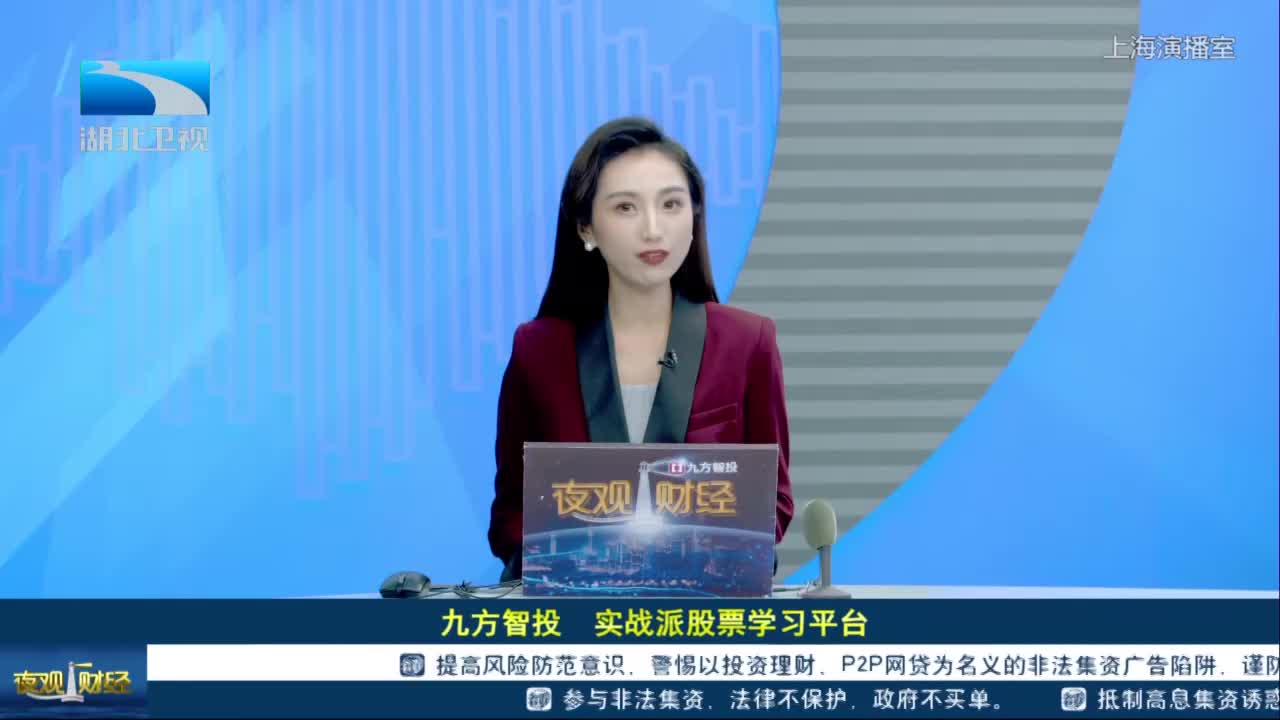 上海演播室
湖北卫视
九方智投
夜观财经
九方智投 实战派股票学习平台
夜观财经
提高风险防范意识，警惕以投资理财、P2P网贷为名义的非法集资广告陷阱，谨防
参与非法集资，法律不保护，政府不买单。 抵制高息集资诱惑